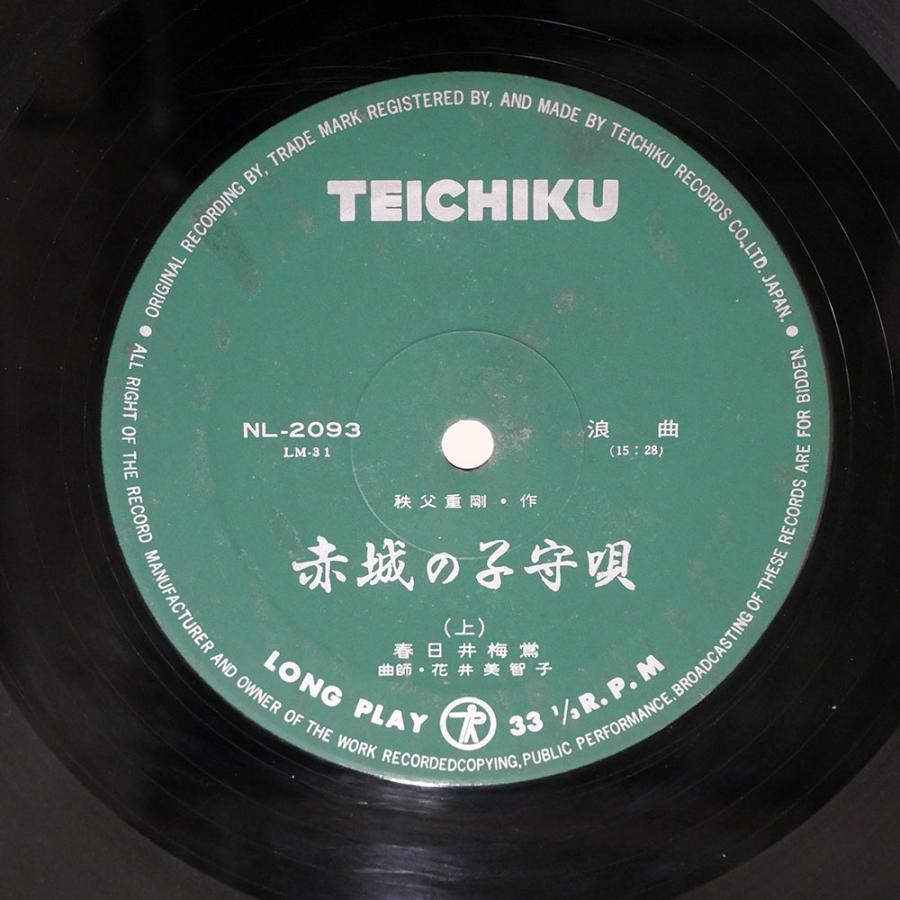 ORIGINAL RECORDING BY, TRADE MARK REGISTERED BY, AND MADE BY TEICHIKU RECORDS CO.,LTD. JAPAN.
TEICHIKU
NL-2093
LM-31
浪曲
(15:28)
秩父重剛・作
赤城の子守唄
(上)
春日井梅鶯
曲師・花井美智子
LONG PLAY
33 1/3 R.P.M
ALL RIGHT OF THE RECORD MANUFACTURER AND OWNER OF THE WORK RECORDEDCOPYING, PUBLIC PERFORMANCE, BROADCASTING OF THESE RECORDS ARE FOR BIDDEN.